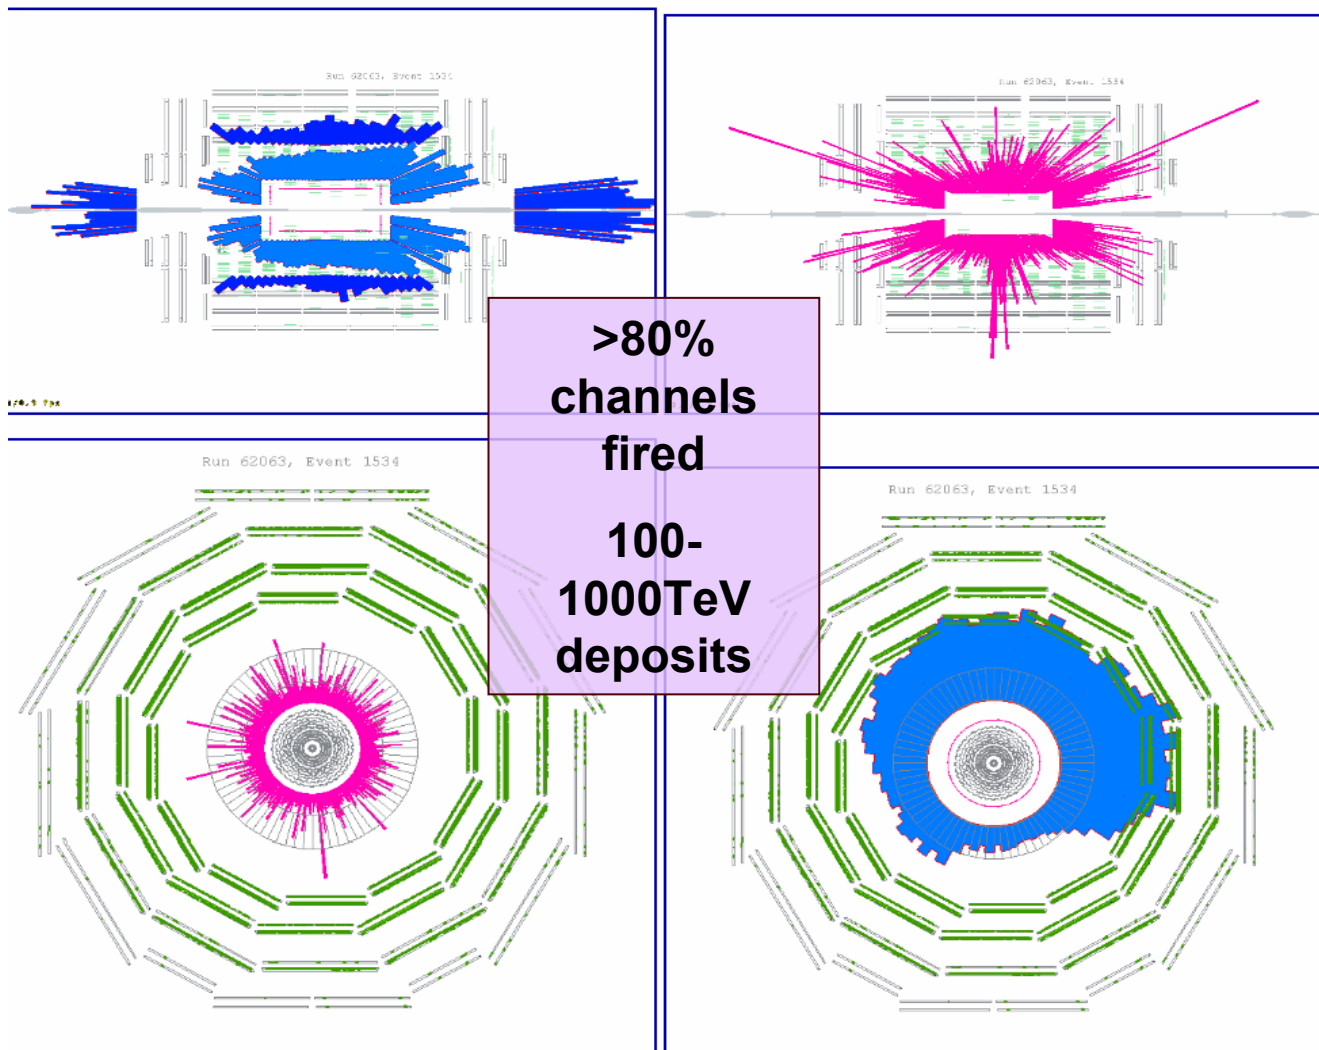 Run 62063, Event 1534
Run 62063, Event 1534
>80%
channels
fired
100-
1000TeV
deposits
Run 62063, Event 1534
Run 62063, Event 1534